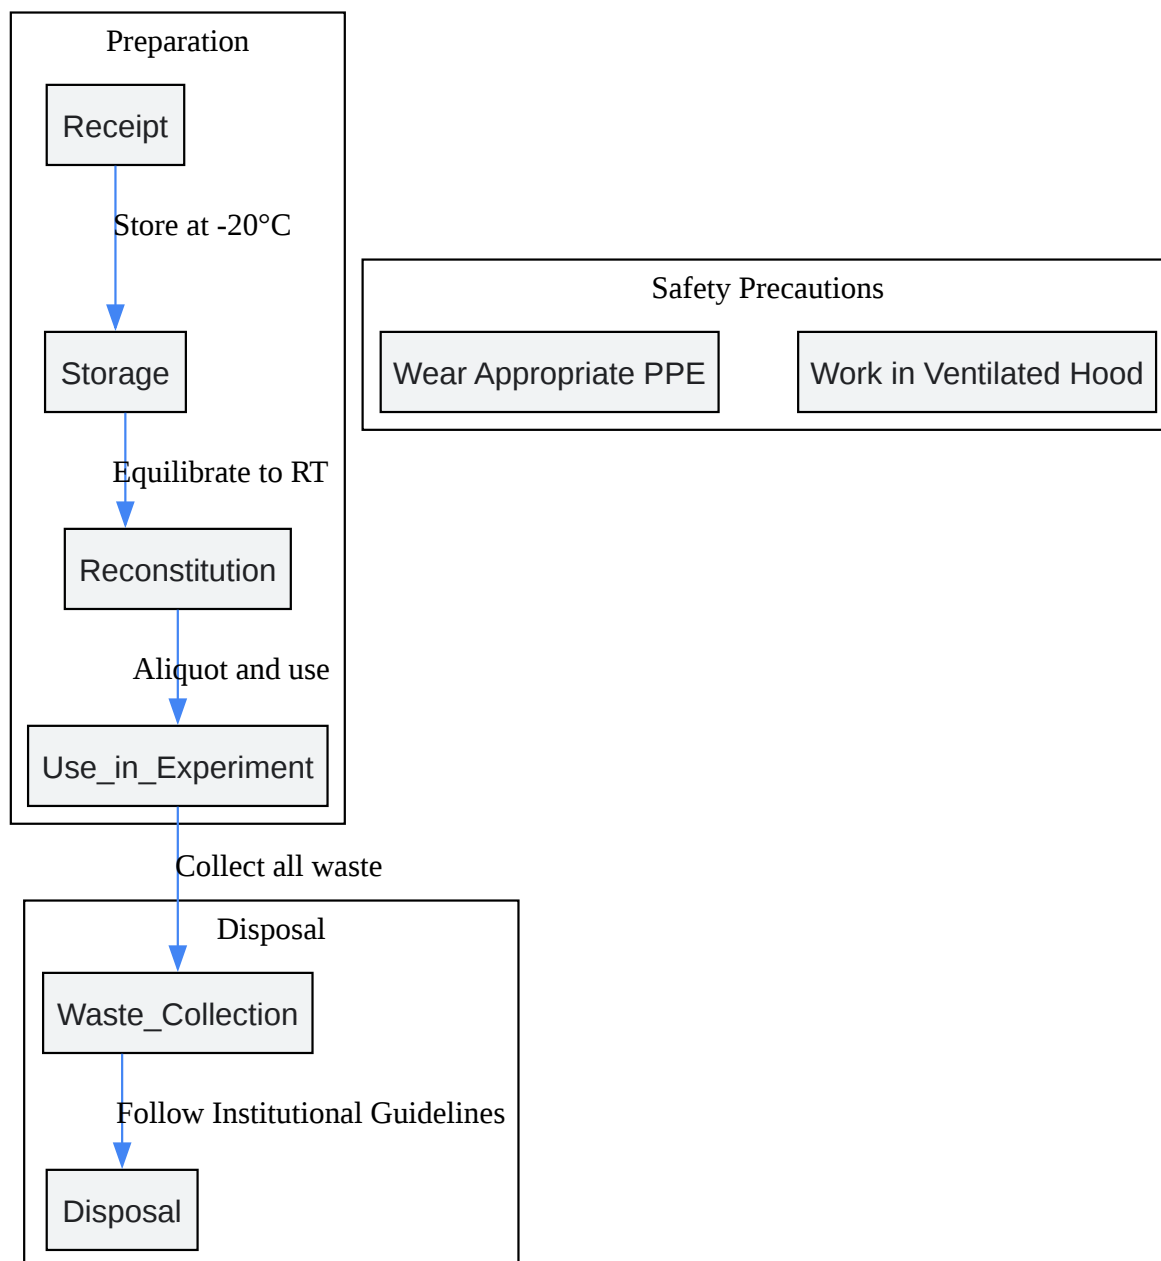 Preparation
Receipt
Store at -20°C
Storage
Equilibrate to RT
Reconstitution
Aliquot and use
Use_in_Experiment
Safety Precautions
Wear Appropriate PPE
Work in Ventilated Hood
Collect all waste
Disposal
Waste_Collection
Follow Institutional Guidelines
Disposal